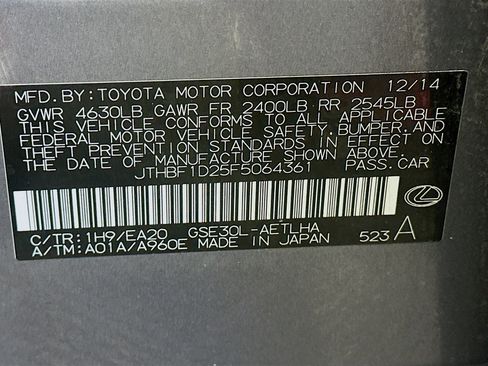 MFD.BY:TOYOTA MOTOR CORPORATION 12/14
GVWR 4630LB GAWR FR 2400LB RR 2545LB
THIS VEHICLE CONFORMS TO ALL APPLICABLE
FEDERAL MOTOR VEHICLE SAFETY,BUMPER,AND
THEFT PREVENTION STANDARDS IN EFFECT ON
THE DATE OF MANUFACTURE SHOWN ABOVE.
JTHBF1D25F5064361 PASS.CAR
C/TR:1H9/EA20 GSE30L-AETLHA
A/TM:A01A/A960E MADE IN JAPAN 523 A